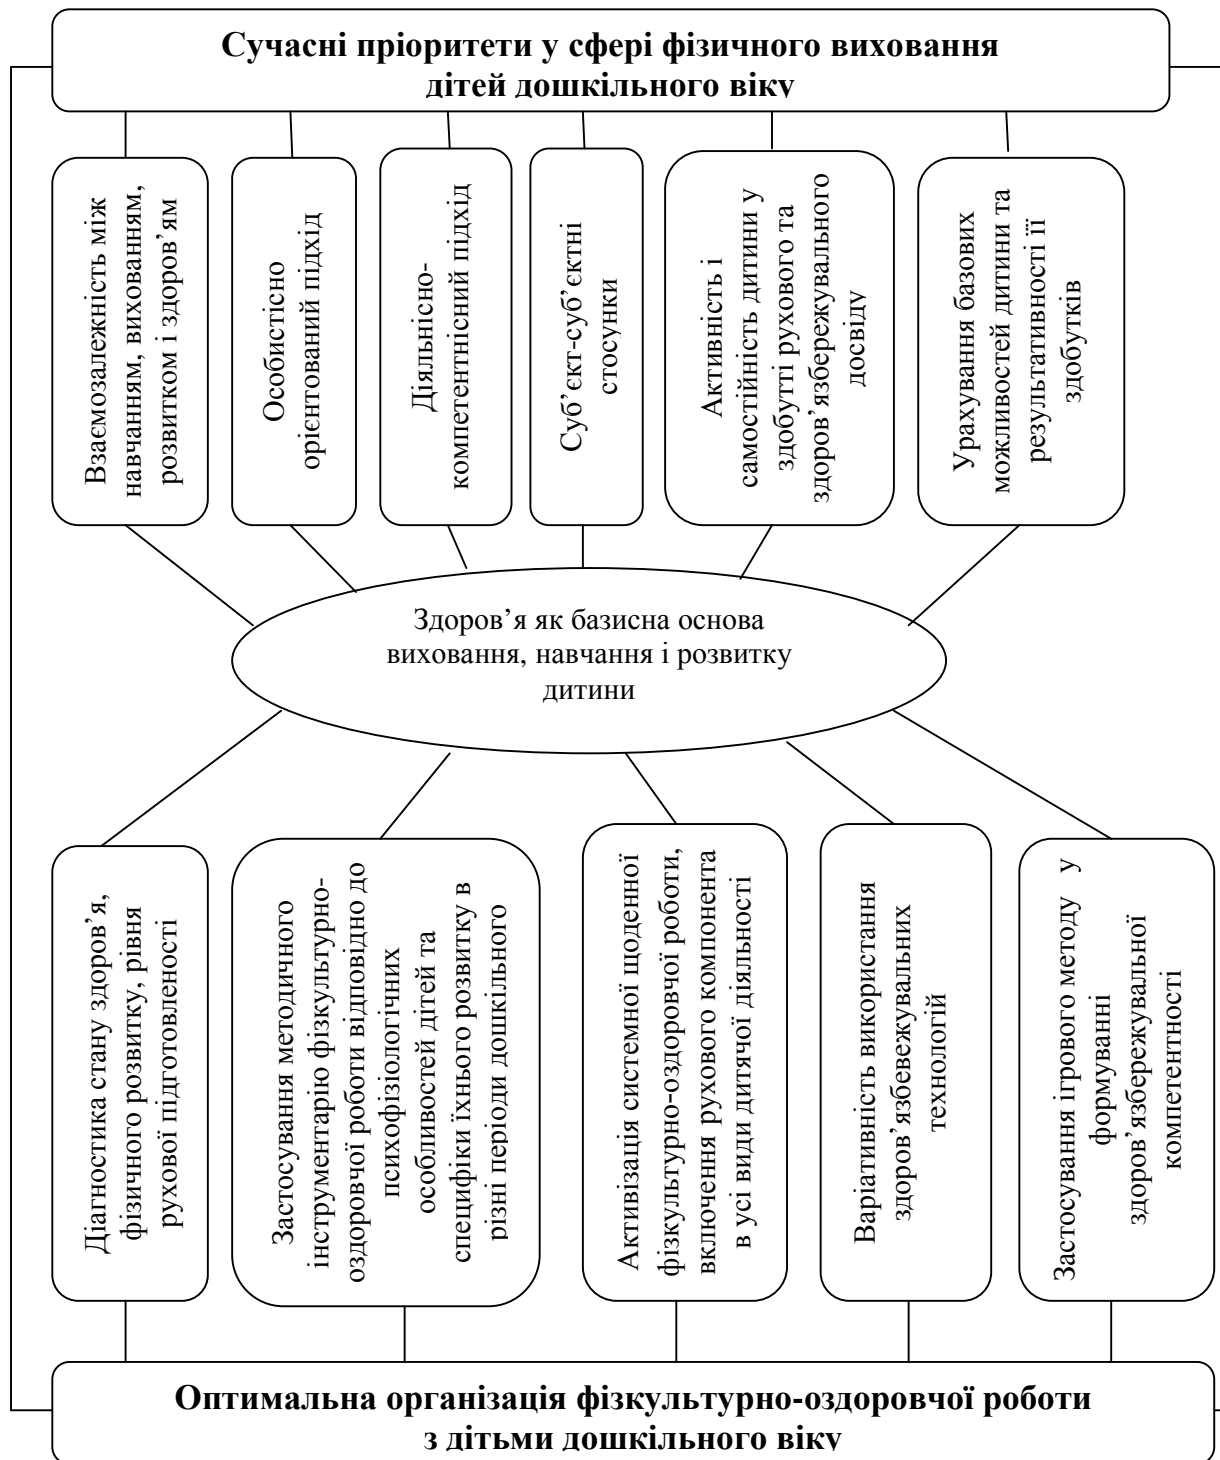 Сучасні пріоритети у сфері фізичного виховання
дітей дошкільного віку
Взаємозалежність між
навчанням, вихованням,
розвитком і здоров’ям
Особистісно
орієнтований підхід
Діяльнісно-
компетентнісний підхід
Суб’єкт-суб’єктні
стосунки
Активність і
самостійність дитини у
здобутті рухового та
здоров’язбережувального
досвіду
Урахування базових
можливостей дитини та
результативності її
здобутків
Здоров’я як базисна основа
виховання, навчання і розвитку
дитини
Діагностика стану здоров’я,
фізичного розвитку, рівня
рухової підготовленості
Застосування методичного
інструментарію фізкультурно-
оздоровчої роботи відповідно до
психофізіологічних
особливостей дітей та
специфіки їхнього розвитку в
різні періоди дошкільного
Активізація системної щоденної
фізкультурно-оздоровчої роботи,
включення рухового компонента
в усі види дитячої діяльності
Варіативність використання
здоров’язбевежувальних
технологій
Застосування ігрового методу у
формуванні
здоров’язбережувальної
компетентності
Оптимальна організація фізкультурно-оздоровчої роботи
з дітьми дошкільного віку